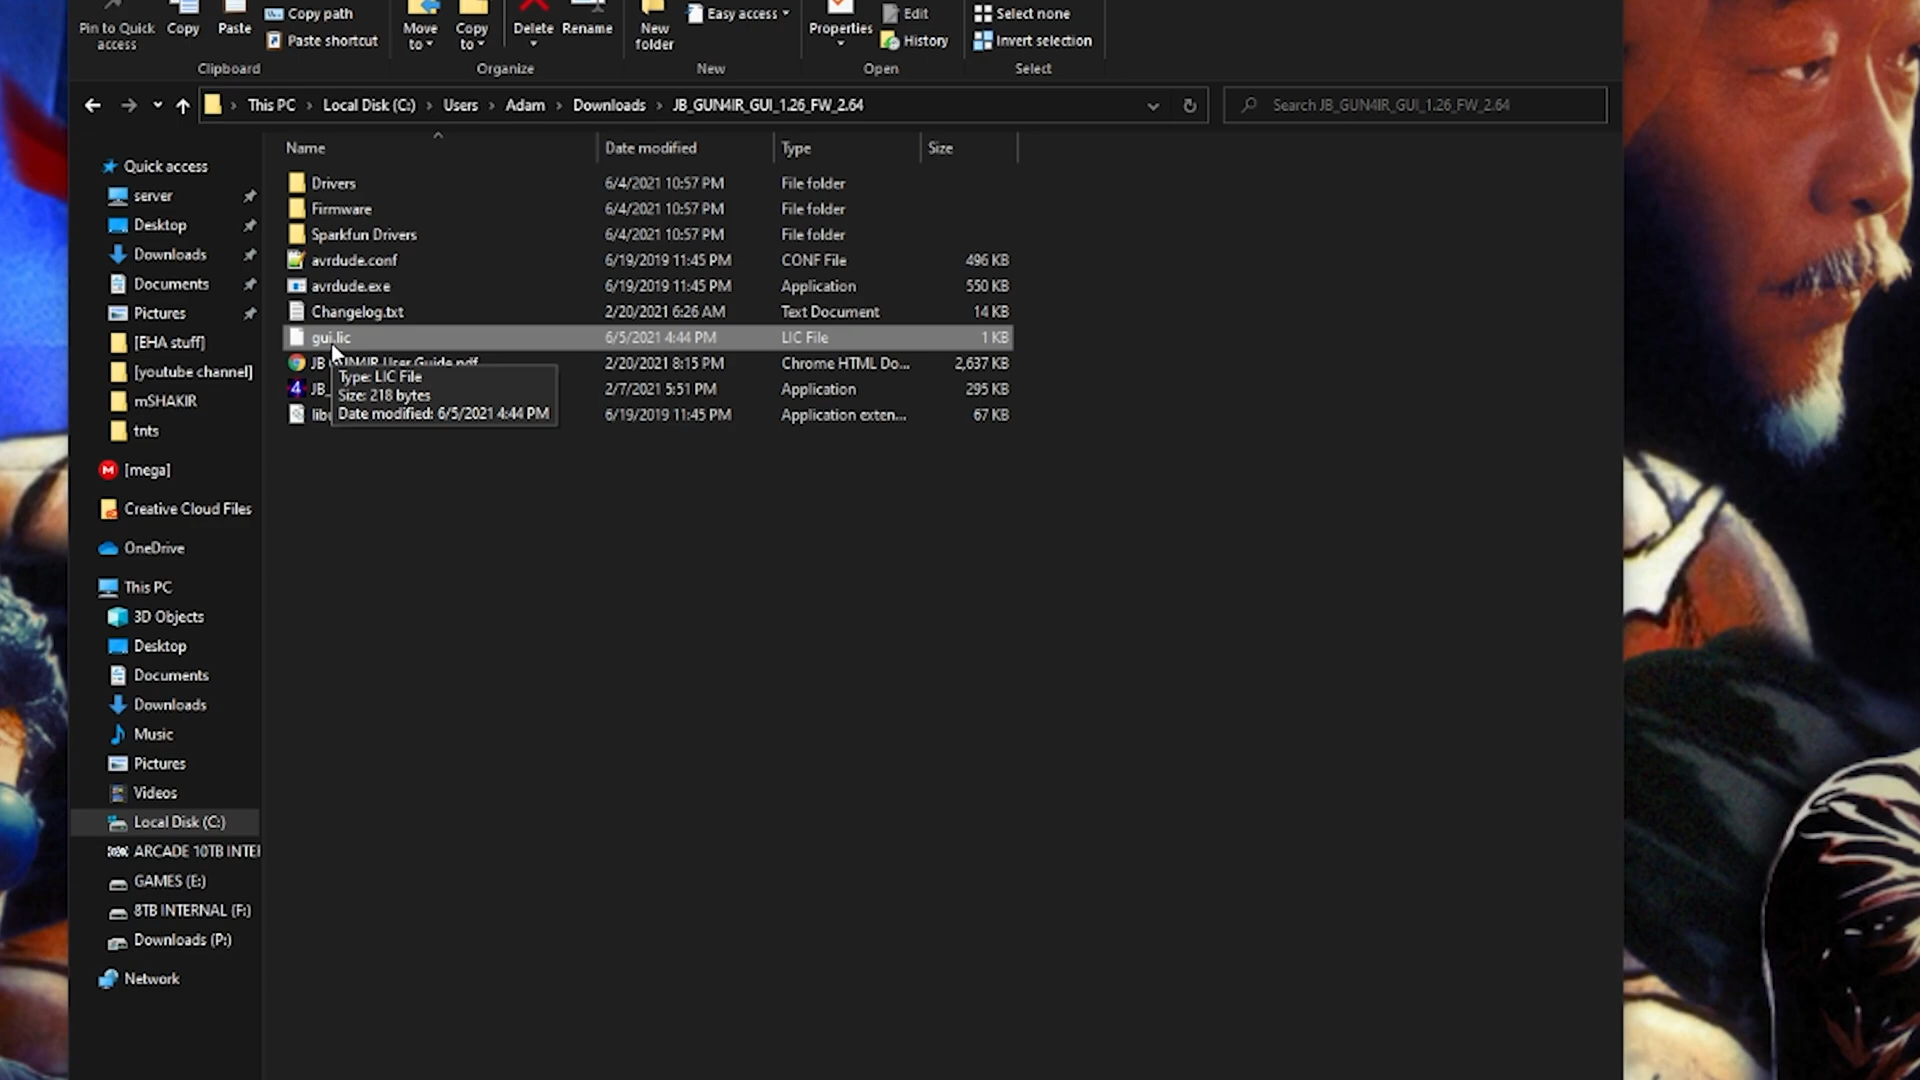 Pin to Quick access
Copy
Paste
Copy path
Paste shortcut
Clipboard
Move to
Copy to
Delete
Rename
Organize
New folder
Easy access
New
Properties
Edit
History
Open
Select none
Invert selection
Select
This PC > Local Disk (C:) > Users > Adam > Downloads > JB_GUN4IR_GUI_1.26_FW_2.64
Search JB_GUN4IR_GUI_1.26_FW_2.64
Name Date modified Type Size
Drivers 6/4/2021 10:57 PM File folder
Firmware 6/4/2021 10:57 PM File folder
Sparkfun Drivers 6/4/2021 10:57 PM File folder
avrdude.conf 6/19/2019 11:45 PM CONF File 496 KB
avrdude.exe 6/19/2019 11:45 PM Application 550 KB
Changelog.txt 2/20/2021 6:26 AM Text Document 14 KB
gui.lic 6/5/2021 4:44 PM LIC File 1 KB
JB GUN4IR User Guide.pdf 2/20/2021 8:15 PM Chrome HTML Do... 2,637 KB
JB_ 2/7/2021 5:51 PM Application 295 KB
6/19/2019 11:45 PM Application exten... 67 KB
Type: LIC File
Size: 218 bytes
Date modified: 6/5/2021 4:44 PM
Quick access
server
Desktop
Downloads
Documents
Pictures
[EHA stuff]
[youtube channel]
mSHAKIR
tnts
[mega]
Creative Cloud Files
OneDrive
This PC
3D Objects
Desktop
Documents
Downloads
Music
Pictures
Videos
Local Disk (C:)
ARCADE 10TB INTE
GAMES (E:)
8TB INTERNAL (F:)
Downloads (P:)
Network